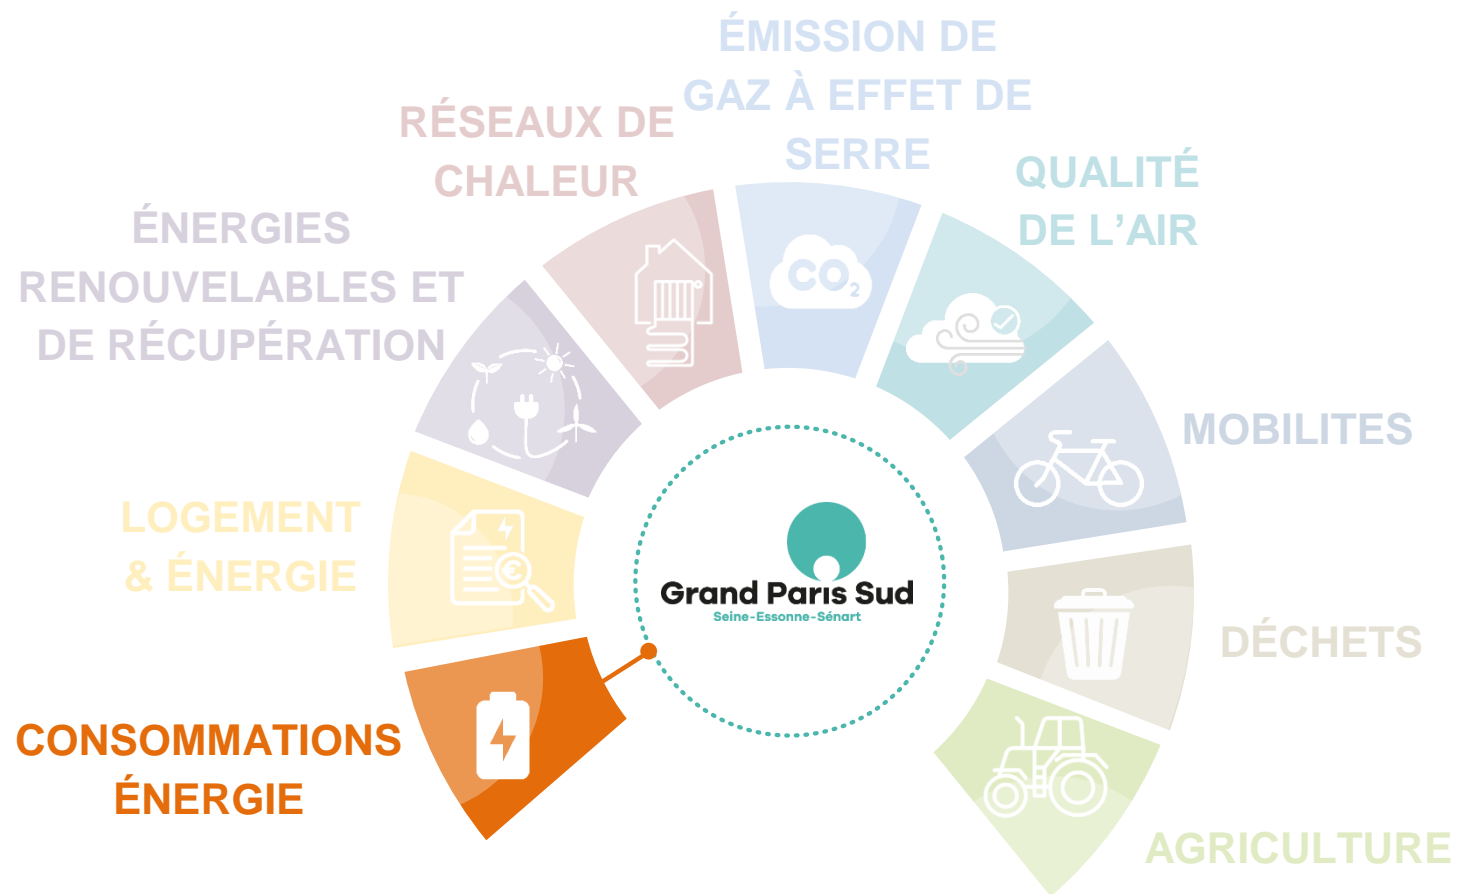 ÉMISSION DE
GAZ À EFFET DE
SERRE
RÉSEAUX DE
CHALEUR
QUALITÉ
DE L'AIR
ÉNERGIES
RENOUVELABLES ET
DE RÉCUPÉRATION
CO2
MOBILITES
LOGEMENT
& ÉNERGIE
€
Grand Paris Sud
Seine-Essonne-Sénart
DÉCHETS
CONSOMMATIONS
ÉNERGIE
AGRICULTURE